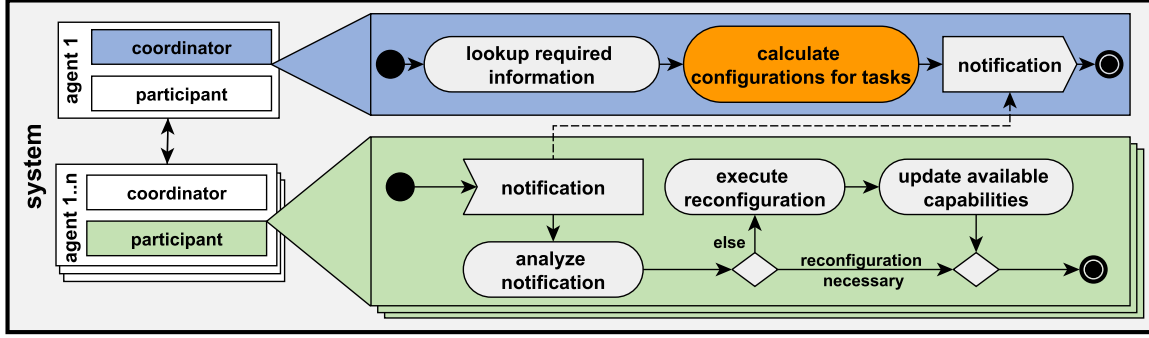 system
agent 1
coordinator
participant
lookup required
information
calculate
configurations for tasks
notification
agent 1..n
coordinator
participant
notification
analyze
notification
execute
reconfiguration
update available
capabilities
else
reconfiguration
necessary